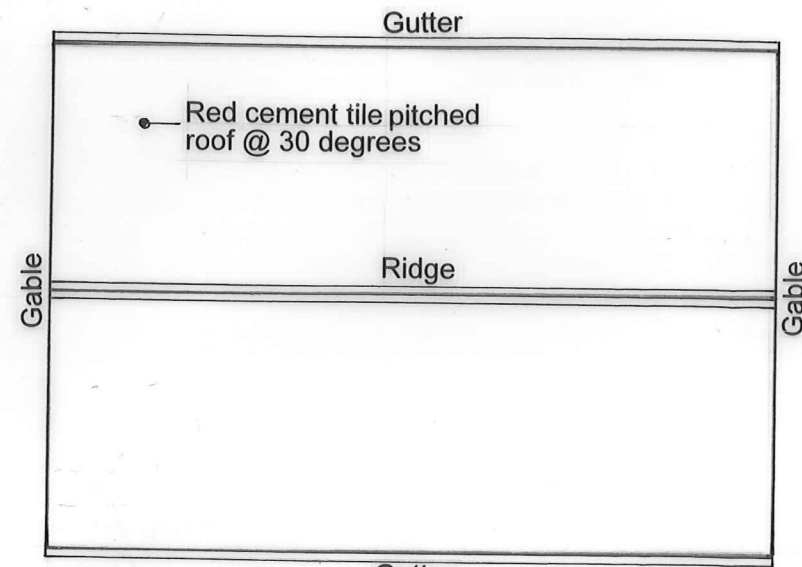 Gutter
Red cement tile pitched
roof @ 30 degrees
Ridge
Gable
Gable